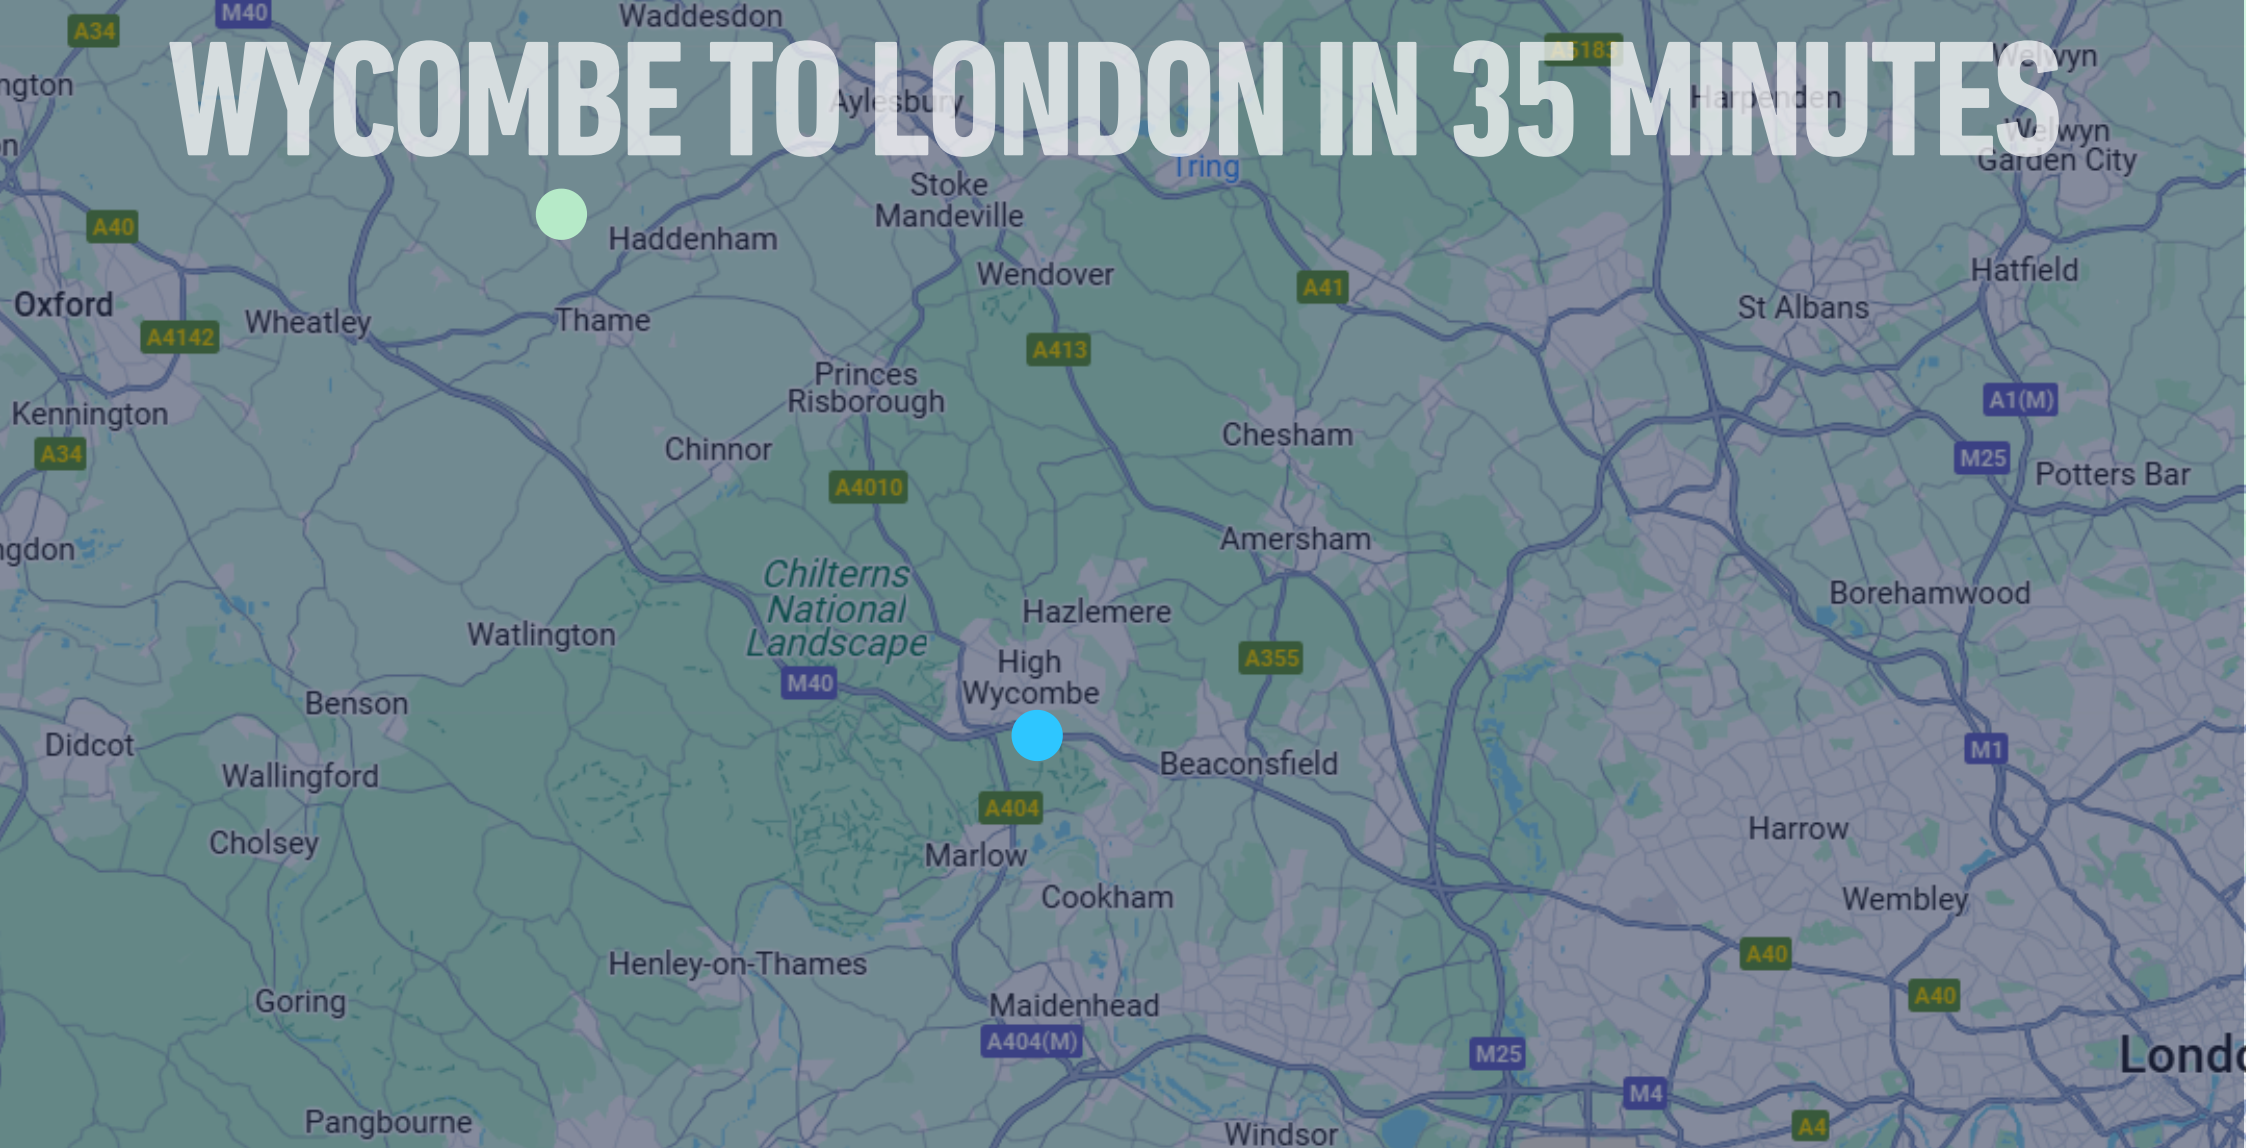 M40
Waddesdon
A34
WYCOMBE TO LONDON IN 35 MINUTES
A5183
Welwyn
ngton
Aylesbury
Harpenden
Welwyn
Garden City
n
Tring
Stoke
Mandeville
A40
Haddenham
Wendover
Hatfield
A41
Oxford
St Albans
Wheatley
Thame
A4142
A413
Princes
Risborough
A1(M)
Kennington
Chesham
A34
Chinnor
M25
Potters Bar
A4010
ngdon
Amersham
Chilterns
National
Landscape
Borehamwood
Hazlemere
Watlington
High
Wycombe
A355
M40
Benson
Didcot
M1
Wallingford
Beaconsfield
A404
Harrow
Cholsey
Marlow
Cookham
Wembley
Henley-on-Thames
A40
Goring
Maidenhead
A40
A404(M)
M25
Londo
M4
Pangbourne
Windsor
A4